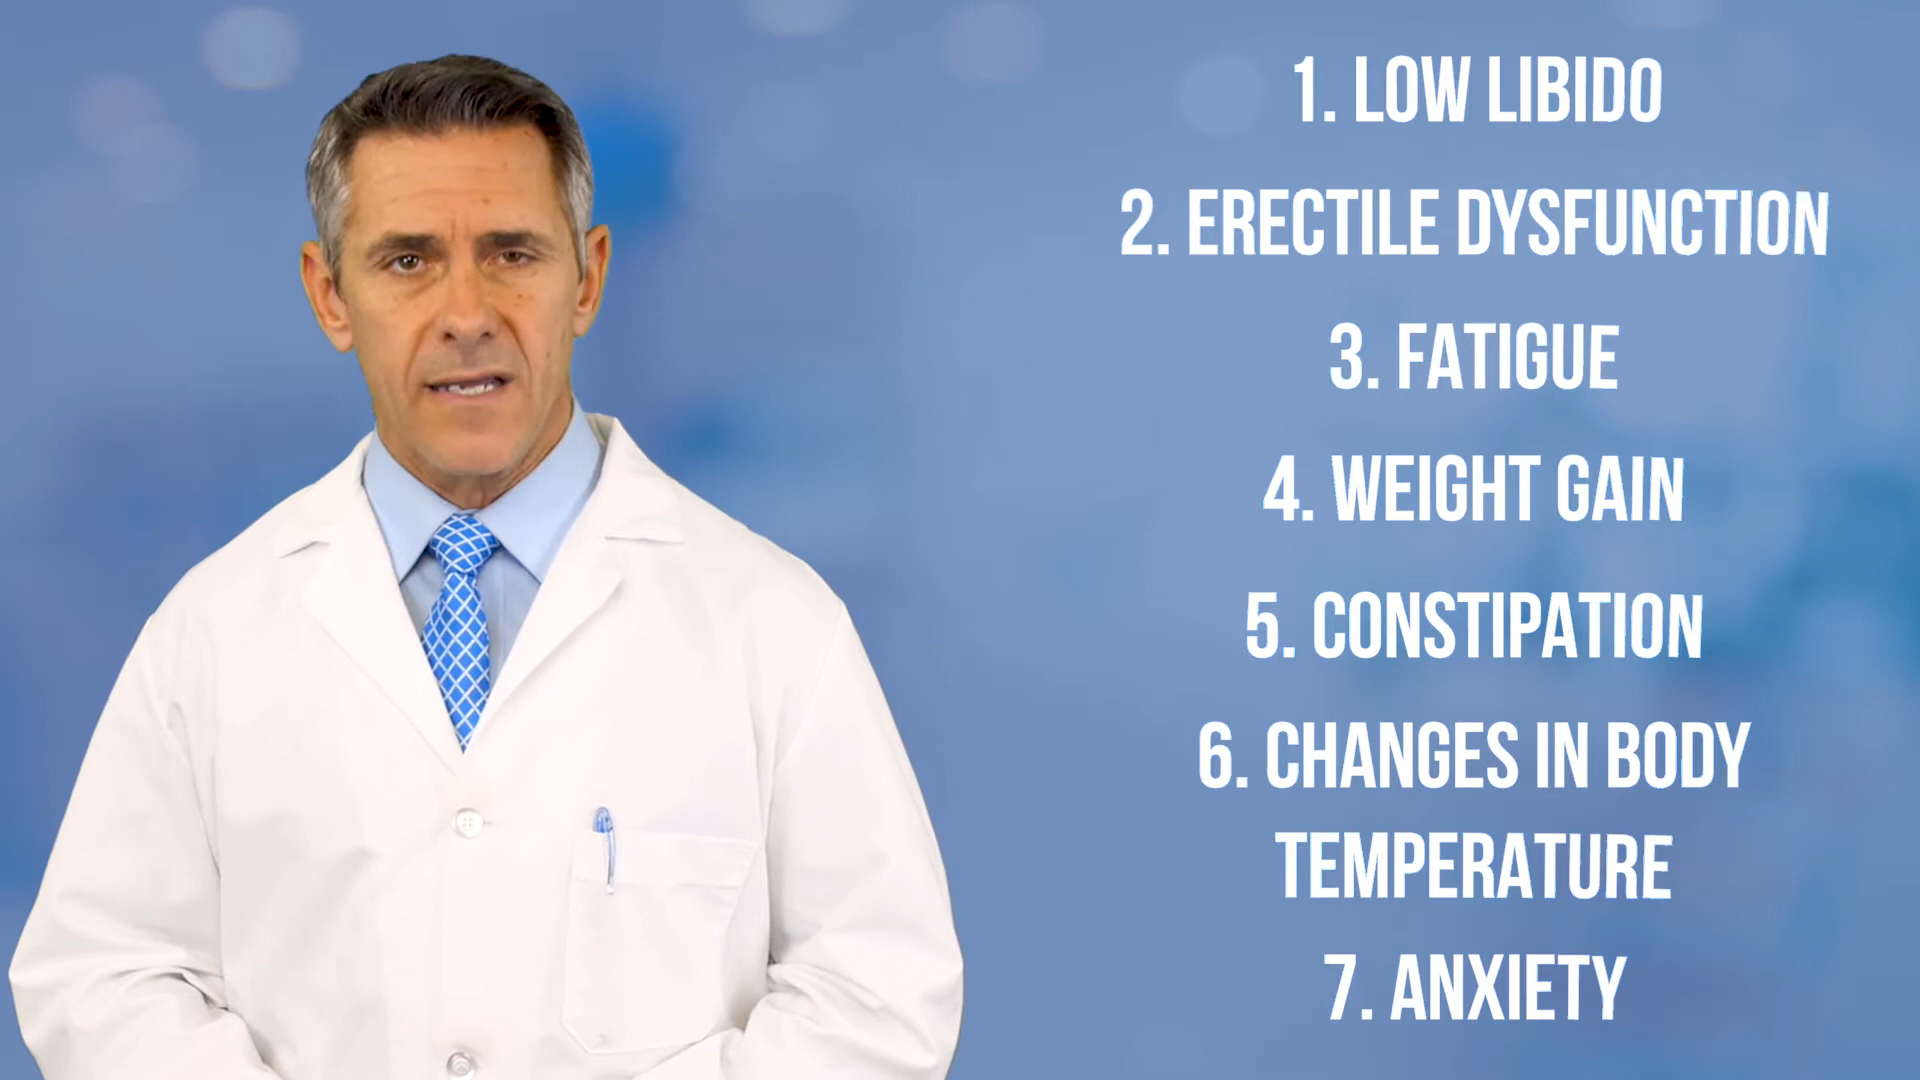 1. LOW LIBIDO
2. ERECTILE DYSFUNCTION
3. FATIGUE
4. WEIGHT GAIN
5. CONSTIPATION
6. CHANGES IN BODY
TEMPERATURE
7. ANXIETY